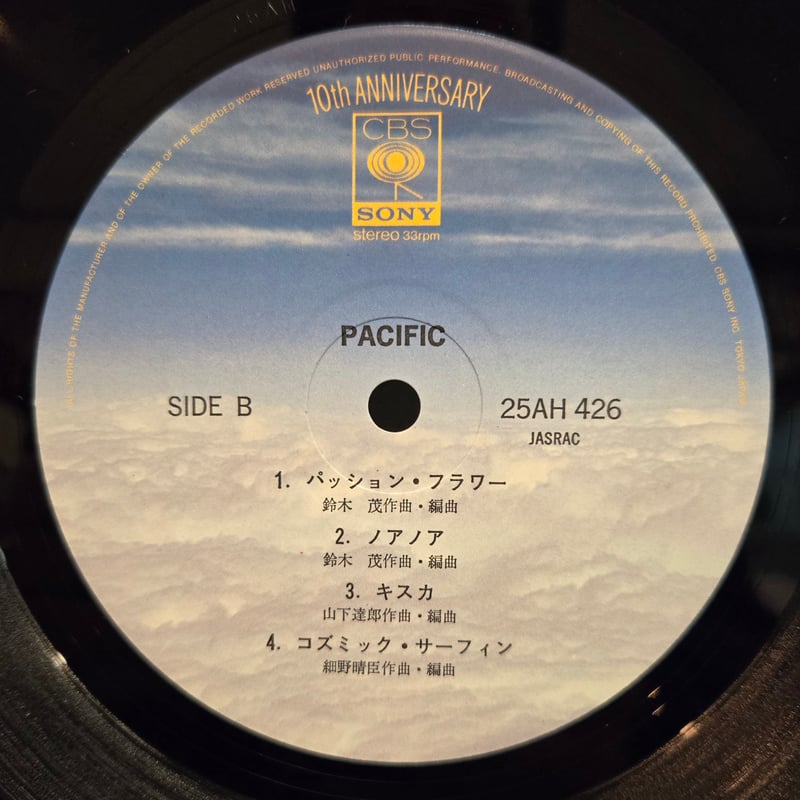 ALL RIGHTS OF THE MANUFACTURER AND OF THE OWNER OF THE RECORDED WORK RESERVED UNAUTHORIZED PUBLIC PERFORMANCE. BROADCASTING AND COPYING OF THIS RECORD PROHIBITED CBS SONY INC. TOKYO JAPAN
10th ANNIVERSARY
CBS
SONY
stereo 33rpm
PACIFIC
SIDE B
25AH 426
JASRAC
1. パッション・フラワー
鈴木 茂作曲・編曲
2. ノアノア
鈴木 茂作曲・編曲
3. キスカ
山下達郎作曲・編曲
4. コズミック・サーフィン
細野晴臣作曲・編曲